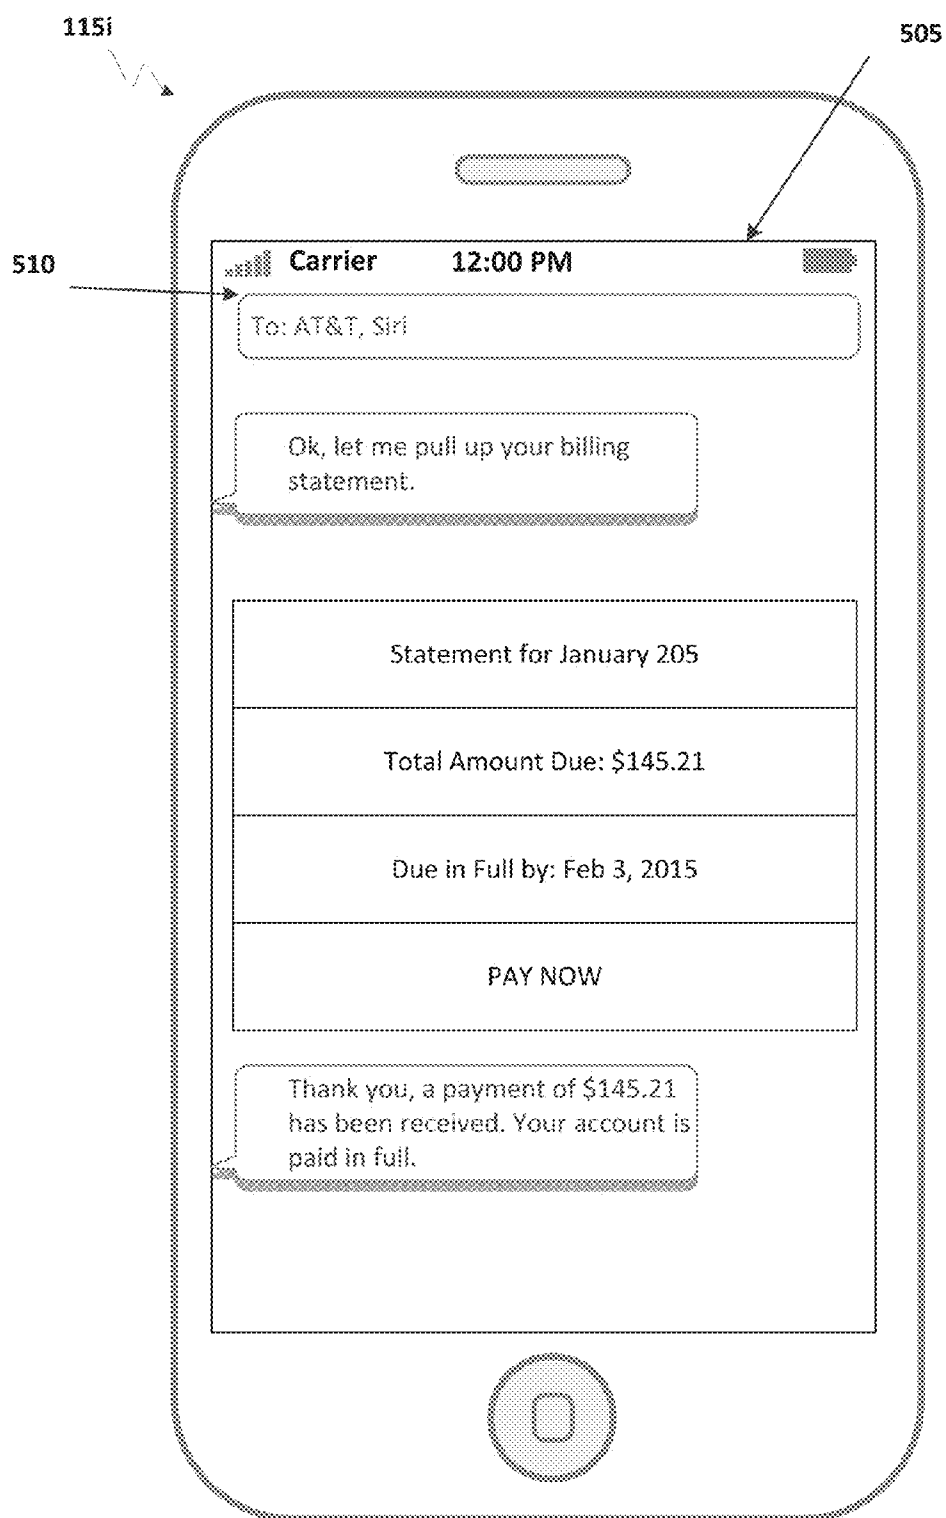 115i
505
510
Carrier 12:00 PM
To: AT&T, Siri
Ok, let me pull up your billing
statement.
Statement for January 205
Total Amount Due: $145.21
Due in Full by: Feb 3, 2015
PAY NOW
Thank you, a payment of $145.21
has been received. Your account is
paid in full.